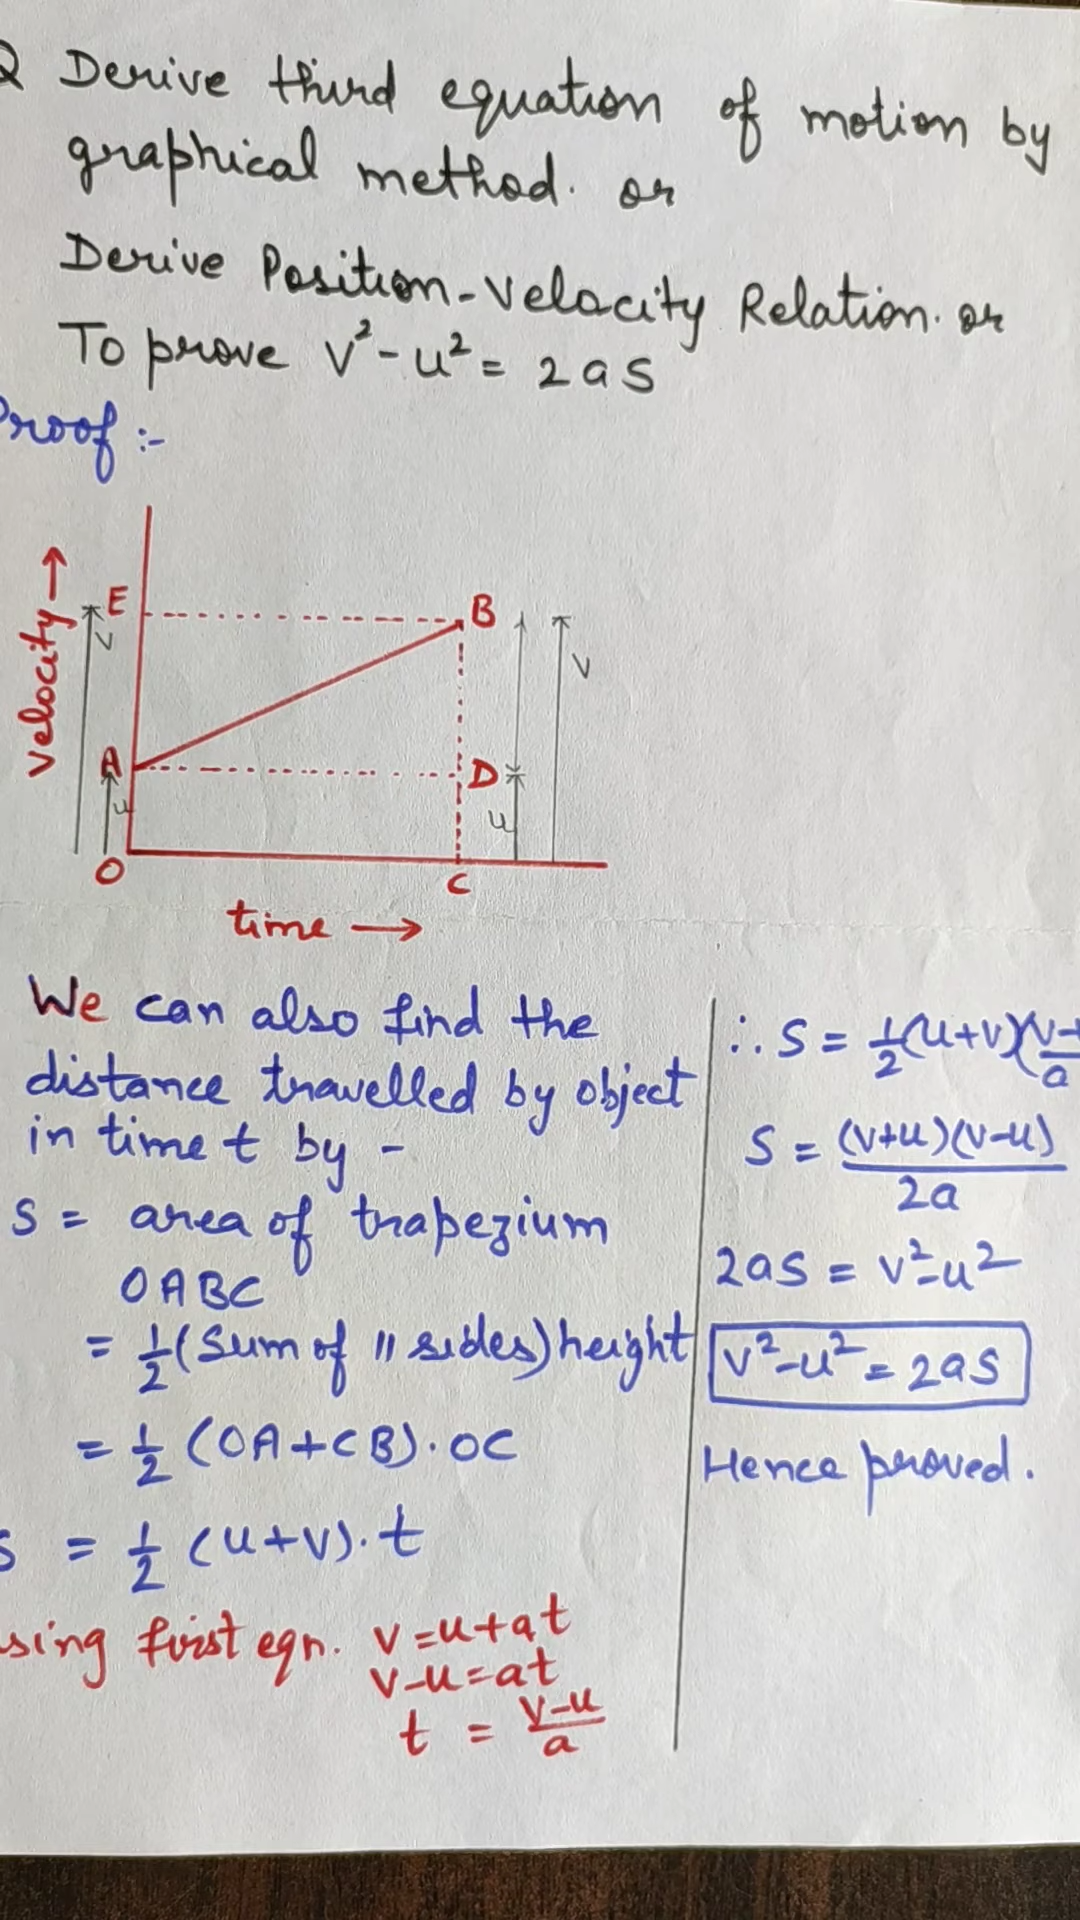 Q Derive third equation of motion by
graphical method. or
Derive Position-Velocity Relation. or
To prove v² - u² = 2as
Proof :-
velocity →
E
B
v
v
A
D
u
u
O
C
time →
We can also find the
distance travelled by object
in time t by -
S = area of trapezium
OABC
= 1/2 (Sum of || sides) height
= 1/2 (OA+CB). OC
s = 1/2 (u+v). t
using first eqn. v=u+at
v-u=at
t = v-u/a
∴ S = 1/2 (u+v)(v-/a
S = (v+u)(v-u)/2a
2as = v²-u²
v²-u² = 2as
Hence proved.